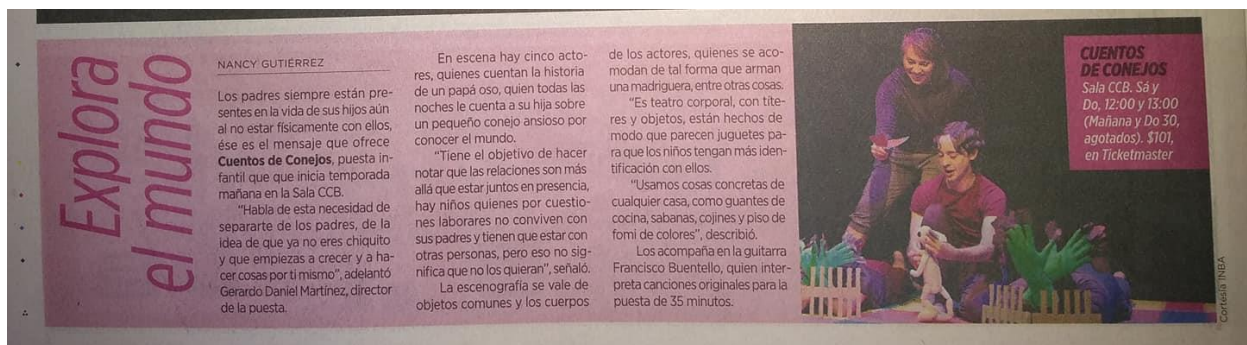 Explora
el mundo
NANCY GUTIÉRREZ
Los padres siempre están pre-
sentes en la vida de sus hijos aún
al no estar físicamente con ellos,
ése es el mensaje que ofrece
Cuentos de Conejos, puesta in-
fantil que que inicia temporada
mañana en la Sala CCB.
"Habla de esta necesidad de
separarte de los padres, de la
idea de que ya no eres chiquito
y que empiezas a crecer y a ha-
cer cosas por ti mismo", adelantó
Gerardo Daniel Martínez, director
de la puesta.
En escena hay cinco acto-
res, quienes cuentan la historia
de un papá oso, quien todas las
noches le cuenta a su hija sobre
un pequeño conejo ansioso por
conocer el mundo.
"Tiene el objetivo de hacer
notar que las relaciones son más
allá que estar juntos en presencia,
hay niños quienes por cuestio-
nes laborares no conviven con
sus padres y tienen que estar con
otras personas, pero eso no sig-
nifica que no los quieran", señaló.
La escenografía se vale de
objetos comunes y los cuerpos
de los actores, quienes se aco-
modan de tal forma que arman
una madriguera, entre otras cosas.
"Es teatro corporal, con títe-
res y objetos, están hechos de
modo que parecen juguetes pa-
ra que los niños tengan más iden-
tificación con ellos.
"Usamos cosas concretas de
cualquier casa, como guantes de
cocina, sabanas, cojines y piso de
fomi de colores", describió.
Los acompaña en la guitarra
Francisco Buentello, quien inter-
preta canciones originales para la
puesta de 35 minutos.
CUENTOS
DE CONEJOS
Sala CCB. Sá y
Do, 12:00 y 13:00
(Mañana y Do 30,
agotados). $101,
en Ticketmaster
Cortesía INBA